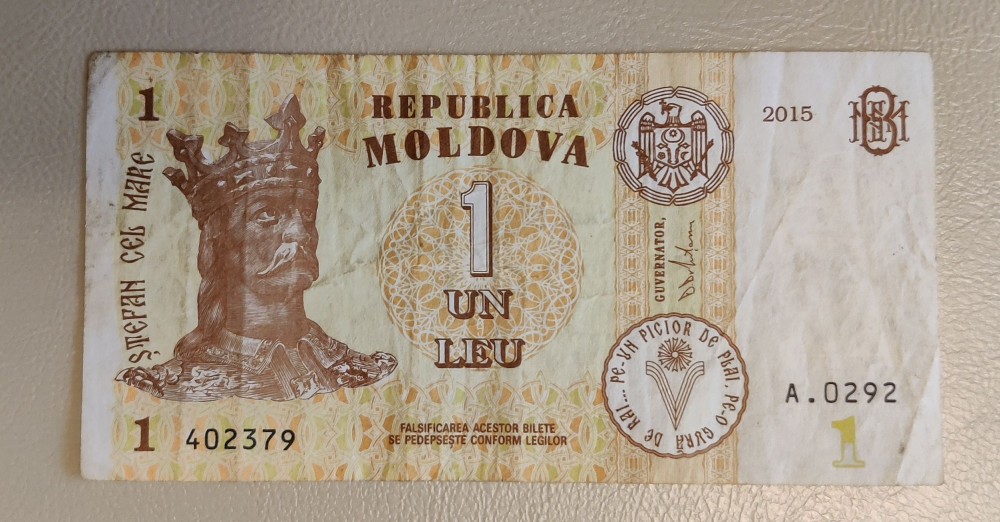 1
REPUBLICA
MOLDOVA
2015
ȘTEFAN CEL MARE
1
UN
LEU
GUVERNATOR,
PE-UN PICIOR DE PLAI, PE-O GURĂ DE RAI...
A.0292
1
402379
FALSIFICAREA ACESTOR BILETE
SE PEDEPSEȘTE CONFORM LEGILOR
1